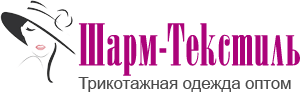 Шарм-Текстиль
Трикотажная одежда оптом